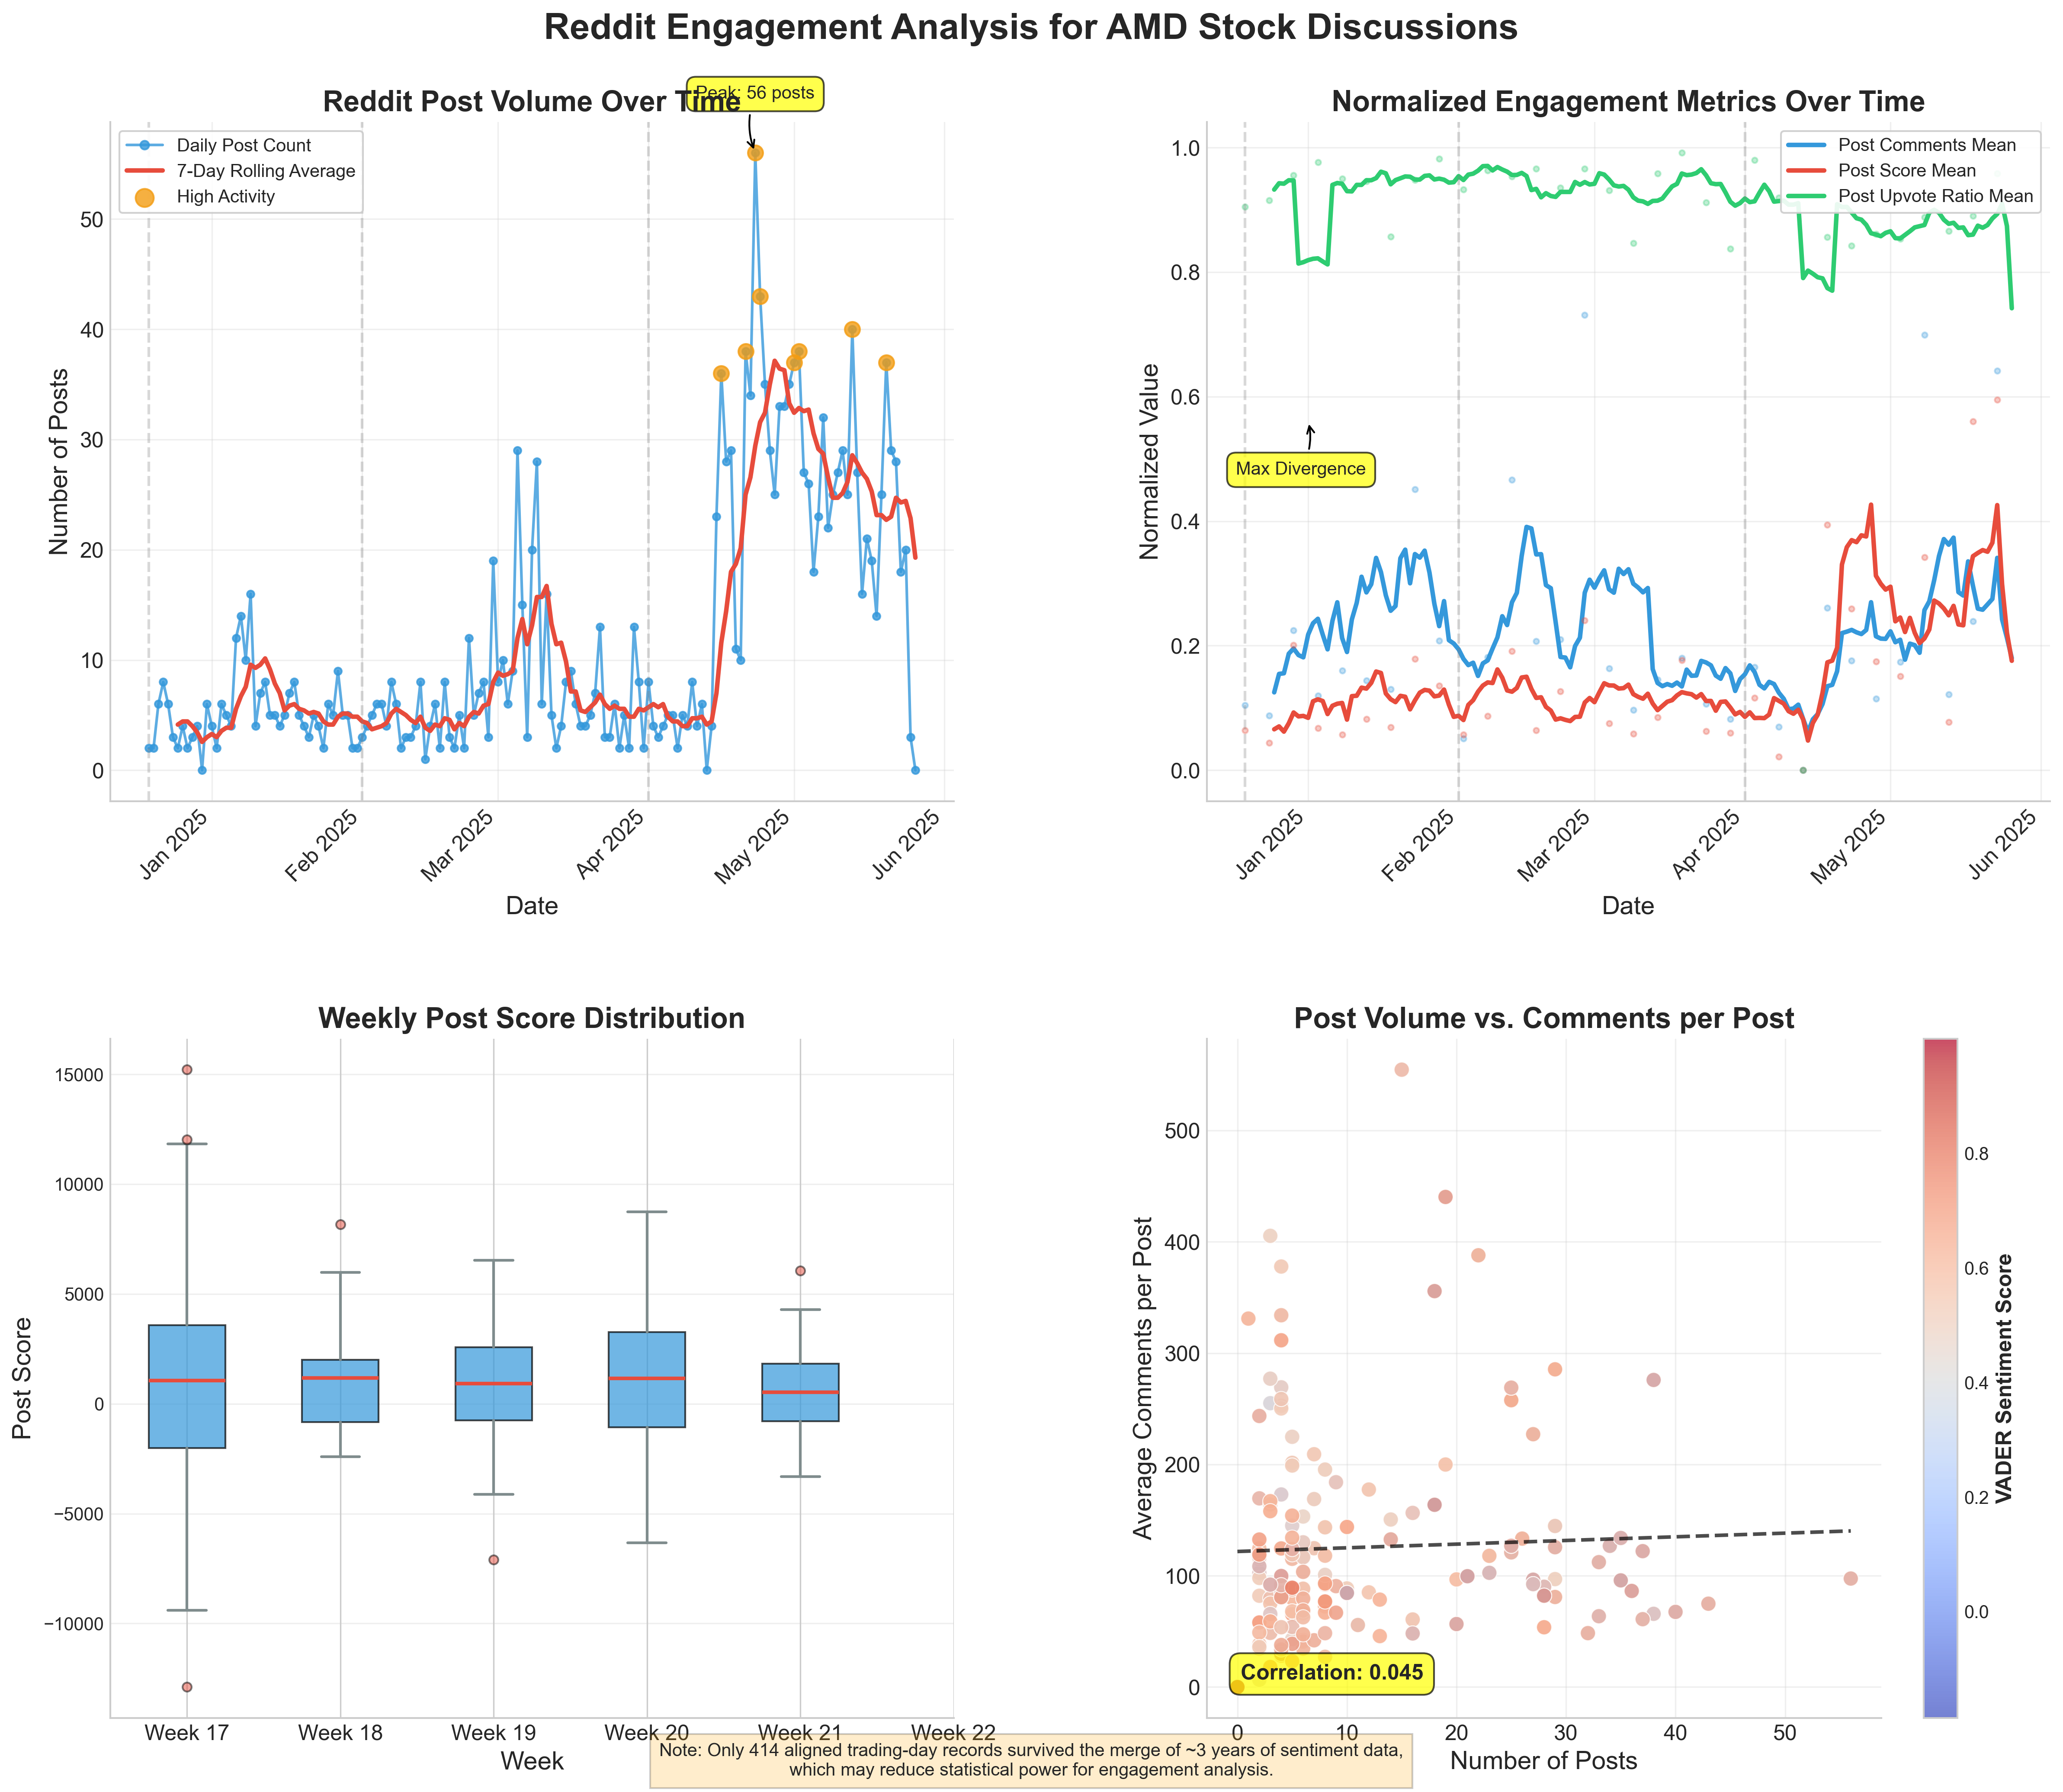 Reddit Engagement Analysis for AMD Stock Discussions
Reddit Post Volume Over Time
Peak: 56 posts
Daily Post Count
7-Day Rolling Average
High Activity
Number of Posts
50
40
30
20
10
0
Jan 2025
Feb 2025
Mar 2025
Apr 2025
May 2025
Jun 2025
Date
Normalized Engagement Metrics Over Time
Post Comments Mean
Post Score Mean
Post Upvote Ratio Mean
Max Divergence
Normalized Value
1.0
0.8
0.6
0.4
0.2
0.0
Jan 2025
Feb 2025
Mar 2025
Apr 2025
May 2025
Jun 2025
Date
Weekly Post Score Distribution
Post Score
15000
10000
5000
0
−5000
−10000
Week 17
Week 18
Week 19
Week 20
Week 21
Week 22
Week
Post Volume vs. Comments per Post
Average Comments per Post
500
400
300
200
100
0
Correlation: 0.045
0
10
20
30
40
50
Number of Posts
0.8
0.6
0.4
0.2
0.0
VADER Sentiment Score
Note: Only 414 aligned trading-day records survived the merge of ~3 years of sentiment data,
which may reduce statistical power for engagement analysis.